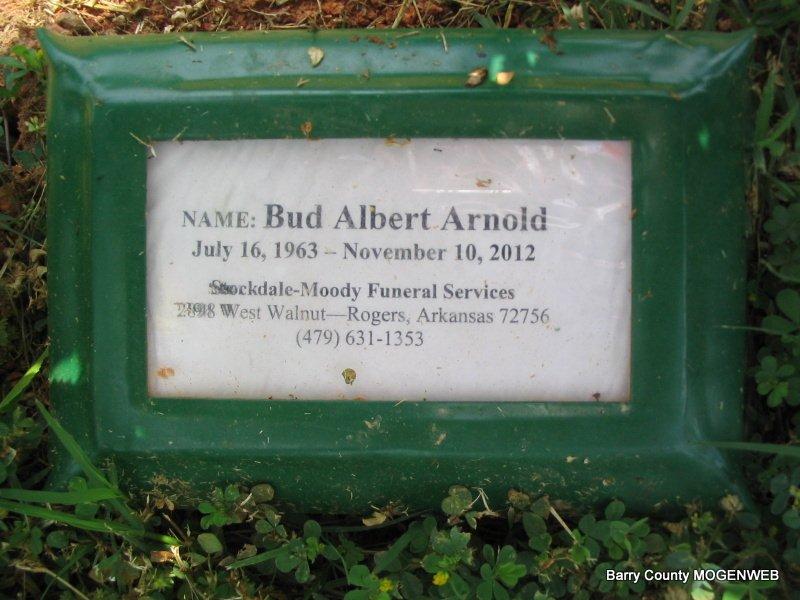 NAME: Bud Albert Arnold
July 16, 1963 – November 10, 2012
Stockdale-Moody Funeral Services
West Walnut—Rogers, Arkansas 72756
(479) 631-1353
Barry County MOGENWEB